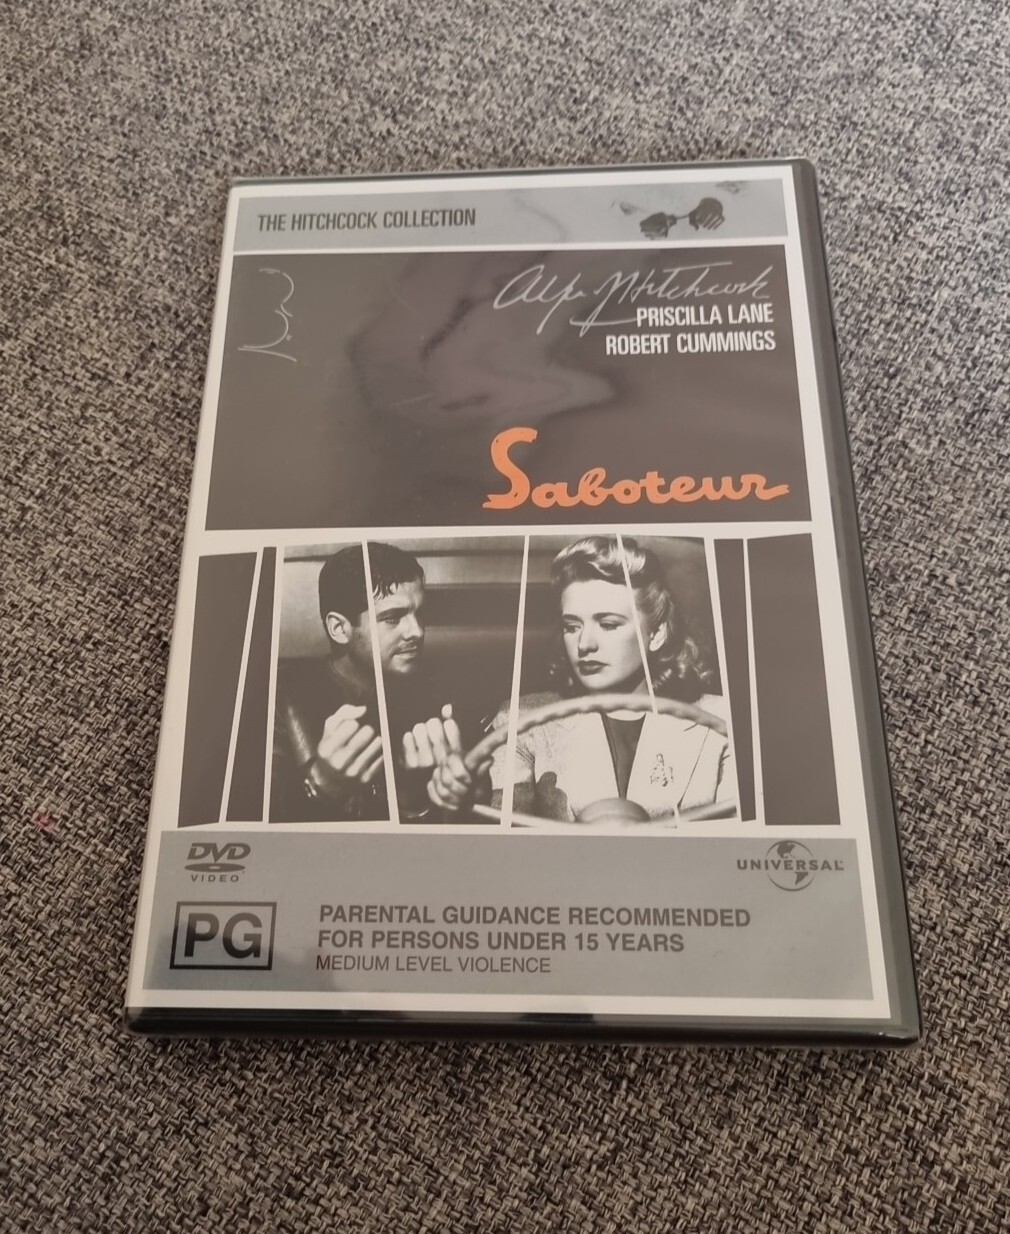 THE HITCHCOCK COLLECTION
Alfred Hitchcock
PRISCILLA LANE
ROBERT CUMMINGS
Saboteur
DVD
VIDEO
UNIVERSAL
PG
PARENTAL GUIDANCE RECOMMENDED
FOR PERSONS UNDER 15 YEARS
MEDIUM LEVEL VIOLENCE